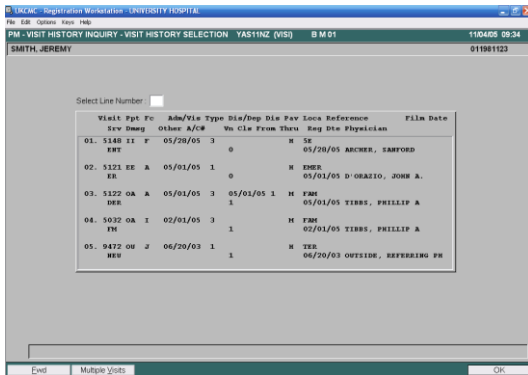 UKCMC - Registration Workstation - UNIVERSITY HOSPITAL
File Edit Options Keys Help
PM - VISIT HISTORY INQUIRY - VISIT HISTORY SELECTION YAS11NZ (VISI) B M 01 11/04/05 09:34
SMITH, JEREMY 011981123
Select Line Number:
Visit Ppt Fc Adm/Vis Type Dis/Dep Dis Pav Loca Reference Film Date
Srv Dmwg Other A/C# Vn Cls From Thru Reg Dte Physician
01. 5148 II F 05/28/05 3 M 5E
ENT 0 05/28/05 ARCHER, SANFORD
02. 5121 EE A 05/01/05 1 M EMER
ER 0 05/01/05 D'ORAZIO, JOHN A.
03. 5122 OA A 05/01/05 3 05/01/05 1 M FAM
DER 1 05/01/05 TIBBS, PHILLIP A
04. 5032 OA I 02/01/05 3 M FAM
FM 1 02/01/05 TIBBS, PHILLIP A
05. 9472 OU J 06/20/03 1 M TER
NEU 1 06/20/03 OUTSIDE, REFERRING PH
Fwd Multiple Visits OK